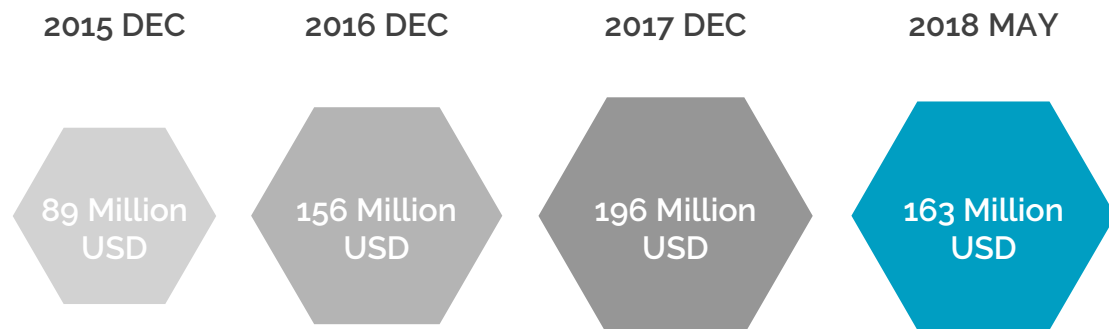 2015 DEC
2016 DEC
2017 DEC
2018 MAY
89 Million
USD
156 Million
USD
196 Million
USD
163 Million
USD